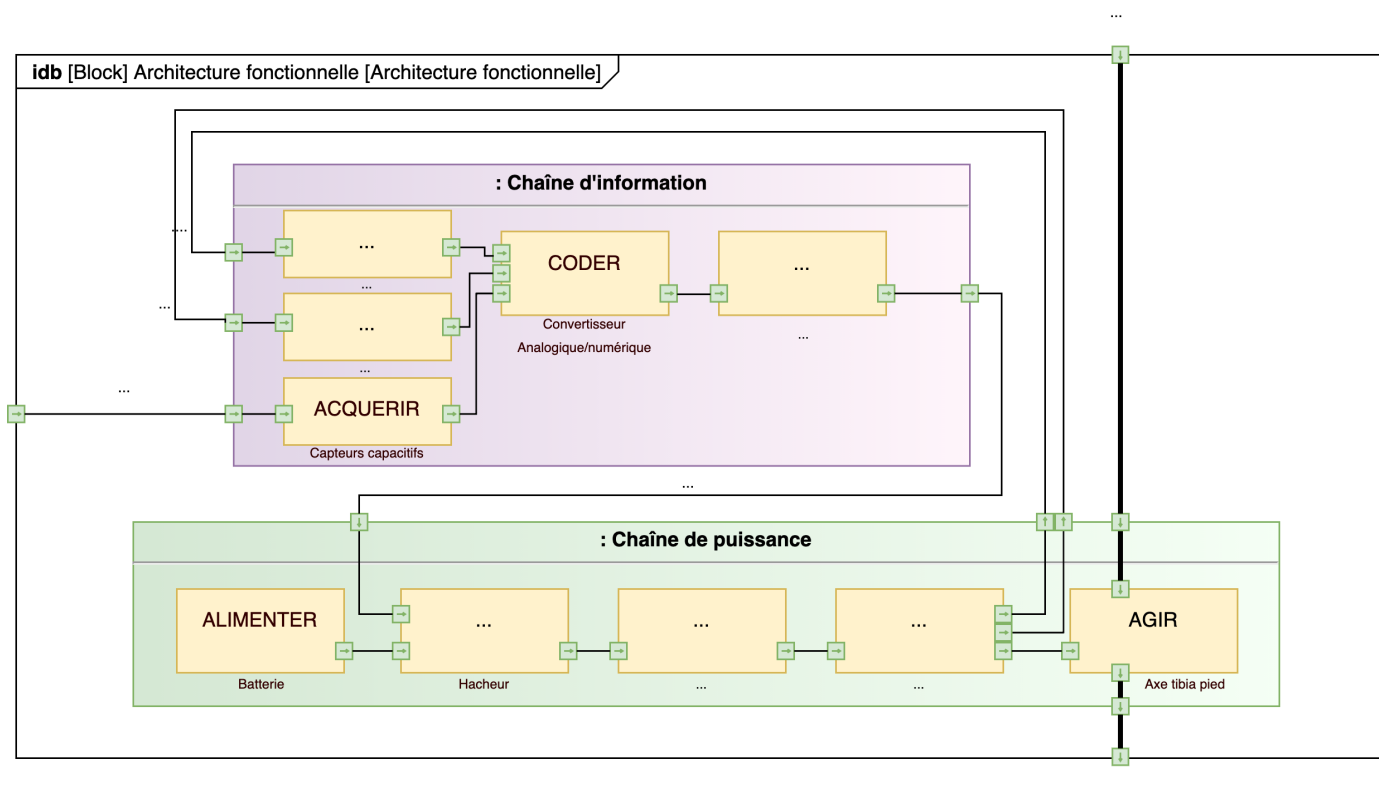 ...
idb [Block] Architecture fonctionnelle [Architecture fonctionnelle]
: Chaîne d'information
....
...
...
CODER
...
Convertisseur
Analogique/numérique
...
...
...
...
...
ACQUERIR
Capteurs capacitifs
...
: Chaîne de puissance
ALIMENTER
...
...
...
AGIR
Batterie
Hacheur
...
...
Axe tibia pied